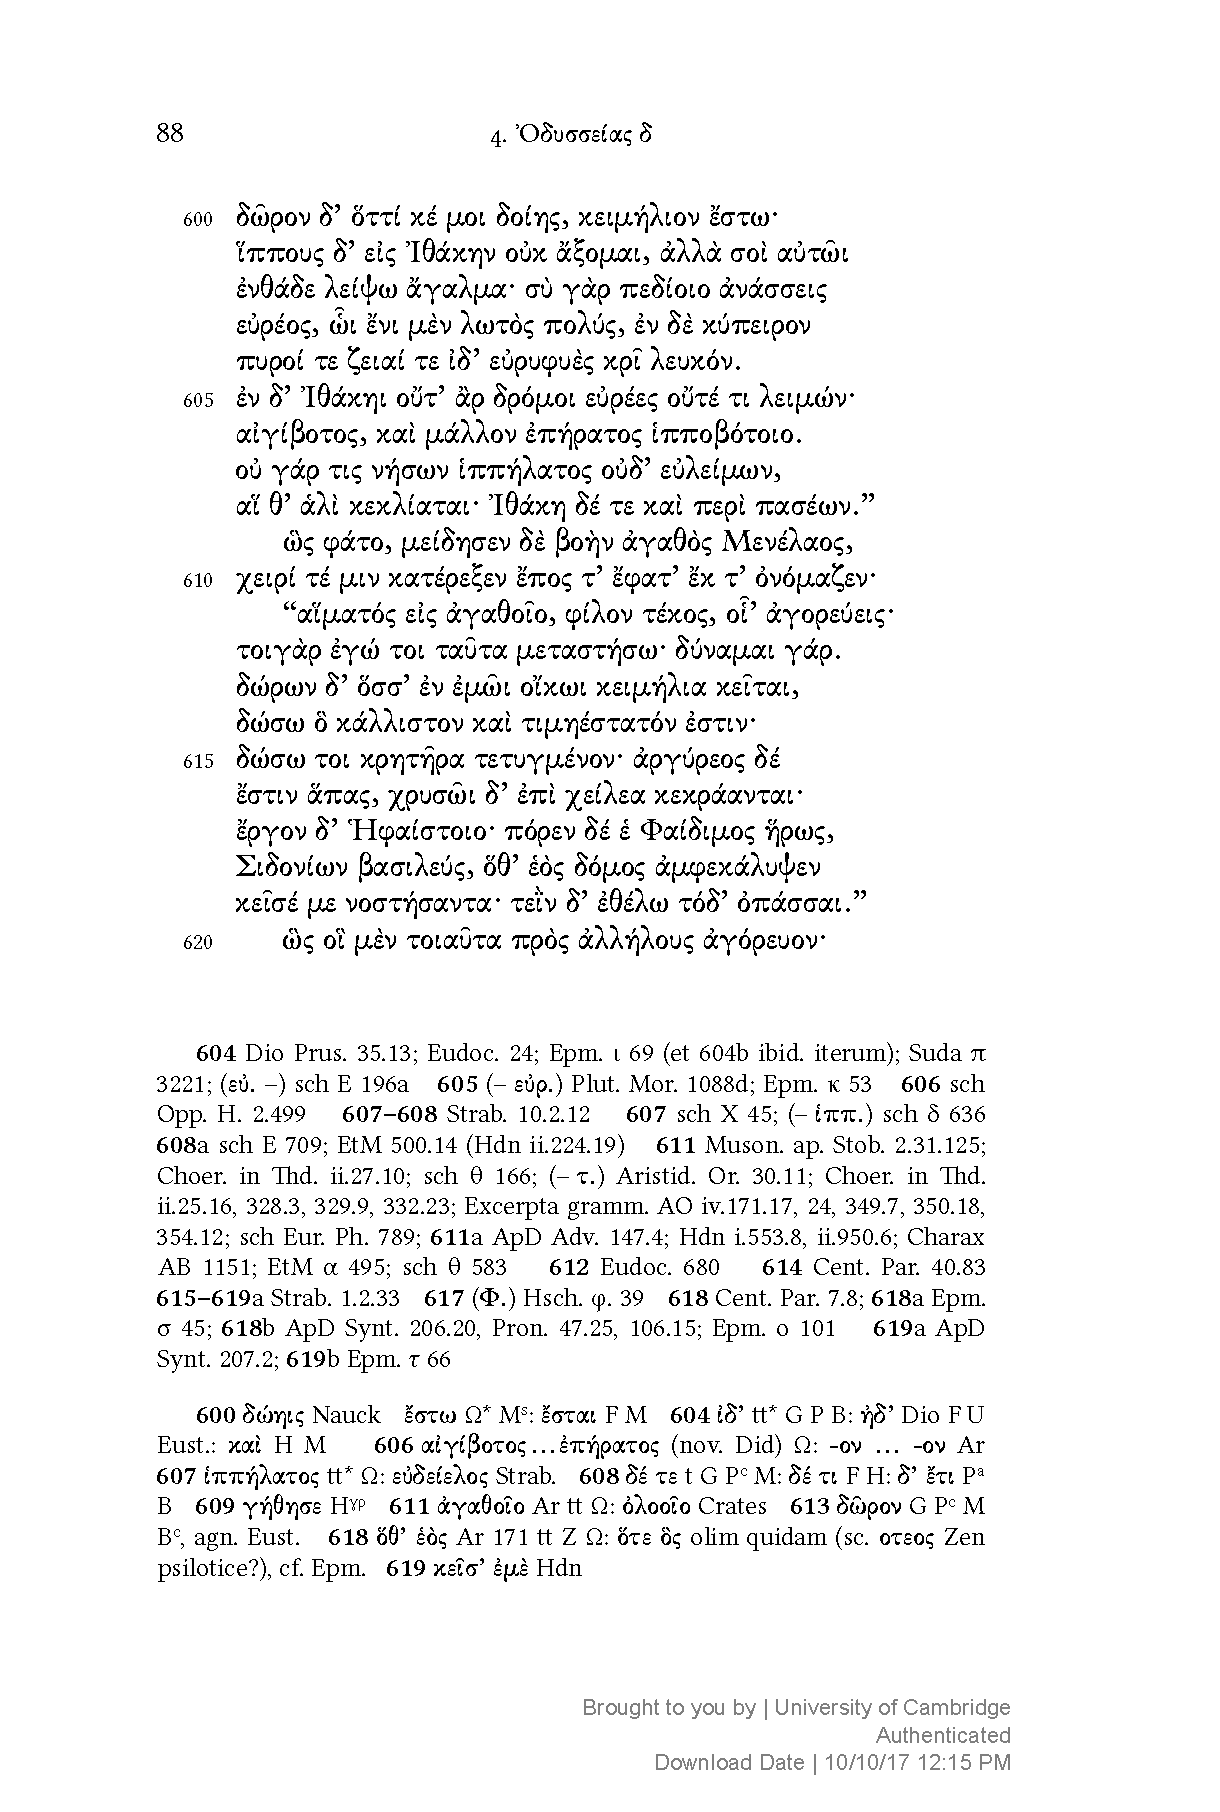 88 4. Ὀδυσσείας δ
600 δῶρον δ’ ὅττί κέ μοι δοίης, κειμήλιον ἔστω·
ἵππους δ’ εἰς Ἰθάκην οὐκ ἄξομαι, ἀλλὰ σοὶ αὐτῶι
ἐνθάδε λείψω ἄγαλμα· σὺ γὰρ πεδίοιο ἀνάσσεις
εὐρέος, ὧι ἔνι μὲν λωτὸς πολύς, ἐν δὲ κύπειρον
πυροί τε ζειαί τε ἰδ’ εὐρυφυὲς κρῖ λευκόν.
605 ἐν δ’ Ἰθάκηι οὔτ’ ἂρ δρόμοι εὐρέες οὔτέ τι λειμών·
αἰγίβοτος, καὶ μάλλον ἐπήρατος ἱπποβότοιο.
οὐ γάρ τις νήσων ἱππήλατος οὐδ’ εὐλείμων,
αἵ θ’ ἁλὶ κεκλίαται· Ἰθάκη δέ τε καὶ περὶ πασέων.”
ὣς φάτο, μείδησεν δὲ βοὴν ἀγαθὸς Μενέλαος,
610 χειρί τέ μιν κατέρεξεν ἔπος τ’ ἔφατ’ ἔκ τ’ ὀνόμαζεν·
“αἵματός εἰς ἀγαθοῖο, φίλον τέκος, οἷ’ ἀγορεύεις·
τοιγὰρ ἐγώ τοι ταῦτα μεταστήσω· δύναμαι γάρ.
δώρων δ’ ὅσσ’ ἐν ἐμῶι οἴκωι κειμήλια κεῖται,
δώσω ὃ κάλλιστον καὶ τιμηέστατόν ἐστιν·
615 δώσω τοι κρητῆρα τετυγμένον· ἀργύρεος δέ
ἔστιν ἅπας, χρυσῶι δ’ ἐπὶ χείλεα κεκράανται·
ἔργον δ’ Ἡφαίστοιο· πόρεν δέ ἑ Φαίδιμος ἥρως,
Σιδονίων βασιλεύς, ὅθ’ ἑὸς δόμος ἀμφεκάλυψεν
κεῖσέ με νοστήσαντα· τεῒν δ’ ἐθέλω τόδ’ ὀπάσσαι.”
620 ὣς οἳ μὲν τοιαῦτα πρὸς ἀλλήλους ἀγόρευον·
604 Dio Prus. 35.13; Eudoc. 24; Epm. ι 69 (et 604b ibid. iterum); Suda π
3221; (εὐ. –) sch E 196a 605 (– εὐρ.) Plut. Mor. 1088d; Epm. κ 53 606 sch
Opp. H. 2.499 607–608 Strab. 10.2.12 607 sch X 45; (– ἱππ.) sch δ 636
608a sch E 709; EtM 500.14 (Hdn ii.224.19) 611 Muson. ap. Stob. 2.31.125;
Choer. in Thd. ii.27.10; sch θ 166; (– τ.) Aristid. Or. 30.11; Choer. in Thd.
ii.25.16, 328.3, 329.9, 332.23; Excerpta gramm. AO iv.171.17, 24, 349.7, 350.18,
354.12; sch Eur. Ph. 789; 611a ApD Adv. 147.4; Hdn i.553.8, ii.950.6; Charax
AB 1151; EtM α 495; sch θ 583 612 Eudoc. 680 614 Cent. Par. 40.83
615–619a Strab. 1.2.33 617 (Φ.) Hsch. φ. 39 618 Cent. Par. 7.8; 618a Epm.
σ 45; 618b ApD Synt. 206.20, Pron. 47.25, 106.15; Epm. ο 101 619a ApD
Synt. 207.2; 619b Epm. τ 66
600 δώηις Nauck ἔστω Ω* Mˢ: ἔσται F M 604 ἰδ’ tt* G P B: ἠδ’ Dio F U
Eust.: καὶ H M 606 αἰγίβοτος…ἐπήρατος (nov. Did) Ω: -ον … -ον Ar
607 ἱππήλατος tt* Ω: εὐδείελος Strab. 608 δέ τε t G Pᶜ M: δέ τι F H: δ’ ἔτι Pᵃ
B 609 γήθησε Hᵞᵖ 611 ἀγαθοῖο Ar tt Ω: ὀλοοῖο Crates 613 δῶρον G Pᶜ M
Bᶜ, agn. Eust. 618 ὅθ’ ἑὸς Ar 171 tt Z Ω: ὅτε ὃς olim quidam (sc. οτεος Zen
psilotice?), cf. Epm. 619 κεῖσ’ ἐμὲ Hdn
Brought to you by | University of Cambridge
Authenticated
Download Date | 10/10/17 12:15 PM